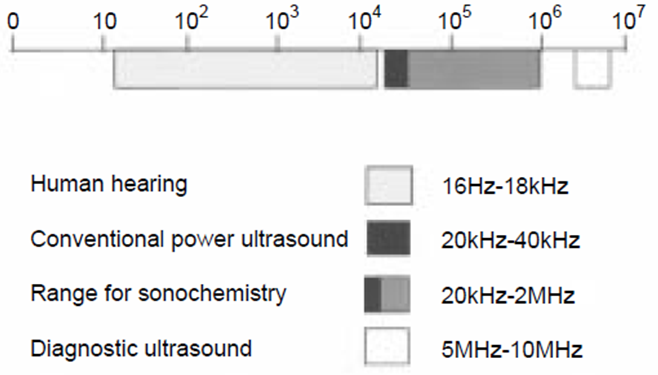 0 10 10² 10³ 10⁴ 10⁵ 10⁶ 10⁷
Human hearing 16Hz-18kHz
Conventional power ultrasound 20kHz-40kHz
Range for sonochemistry 20kHz-2MHz
Diagnostic ultrasound 5MHz-10MHz